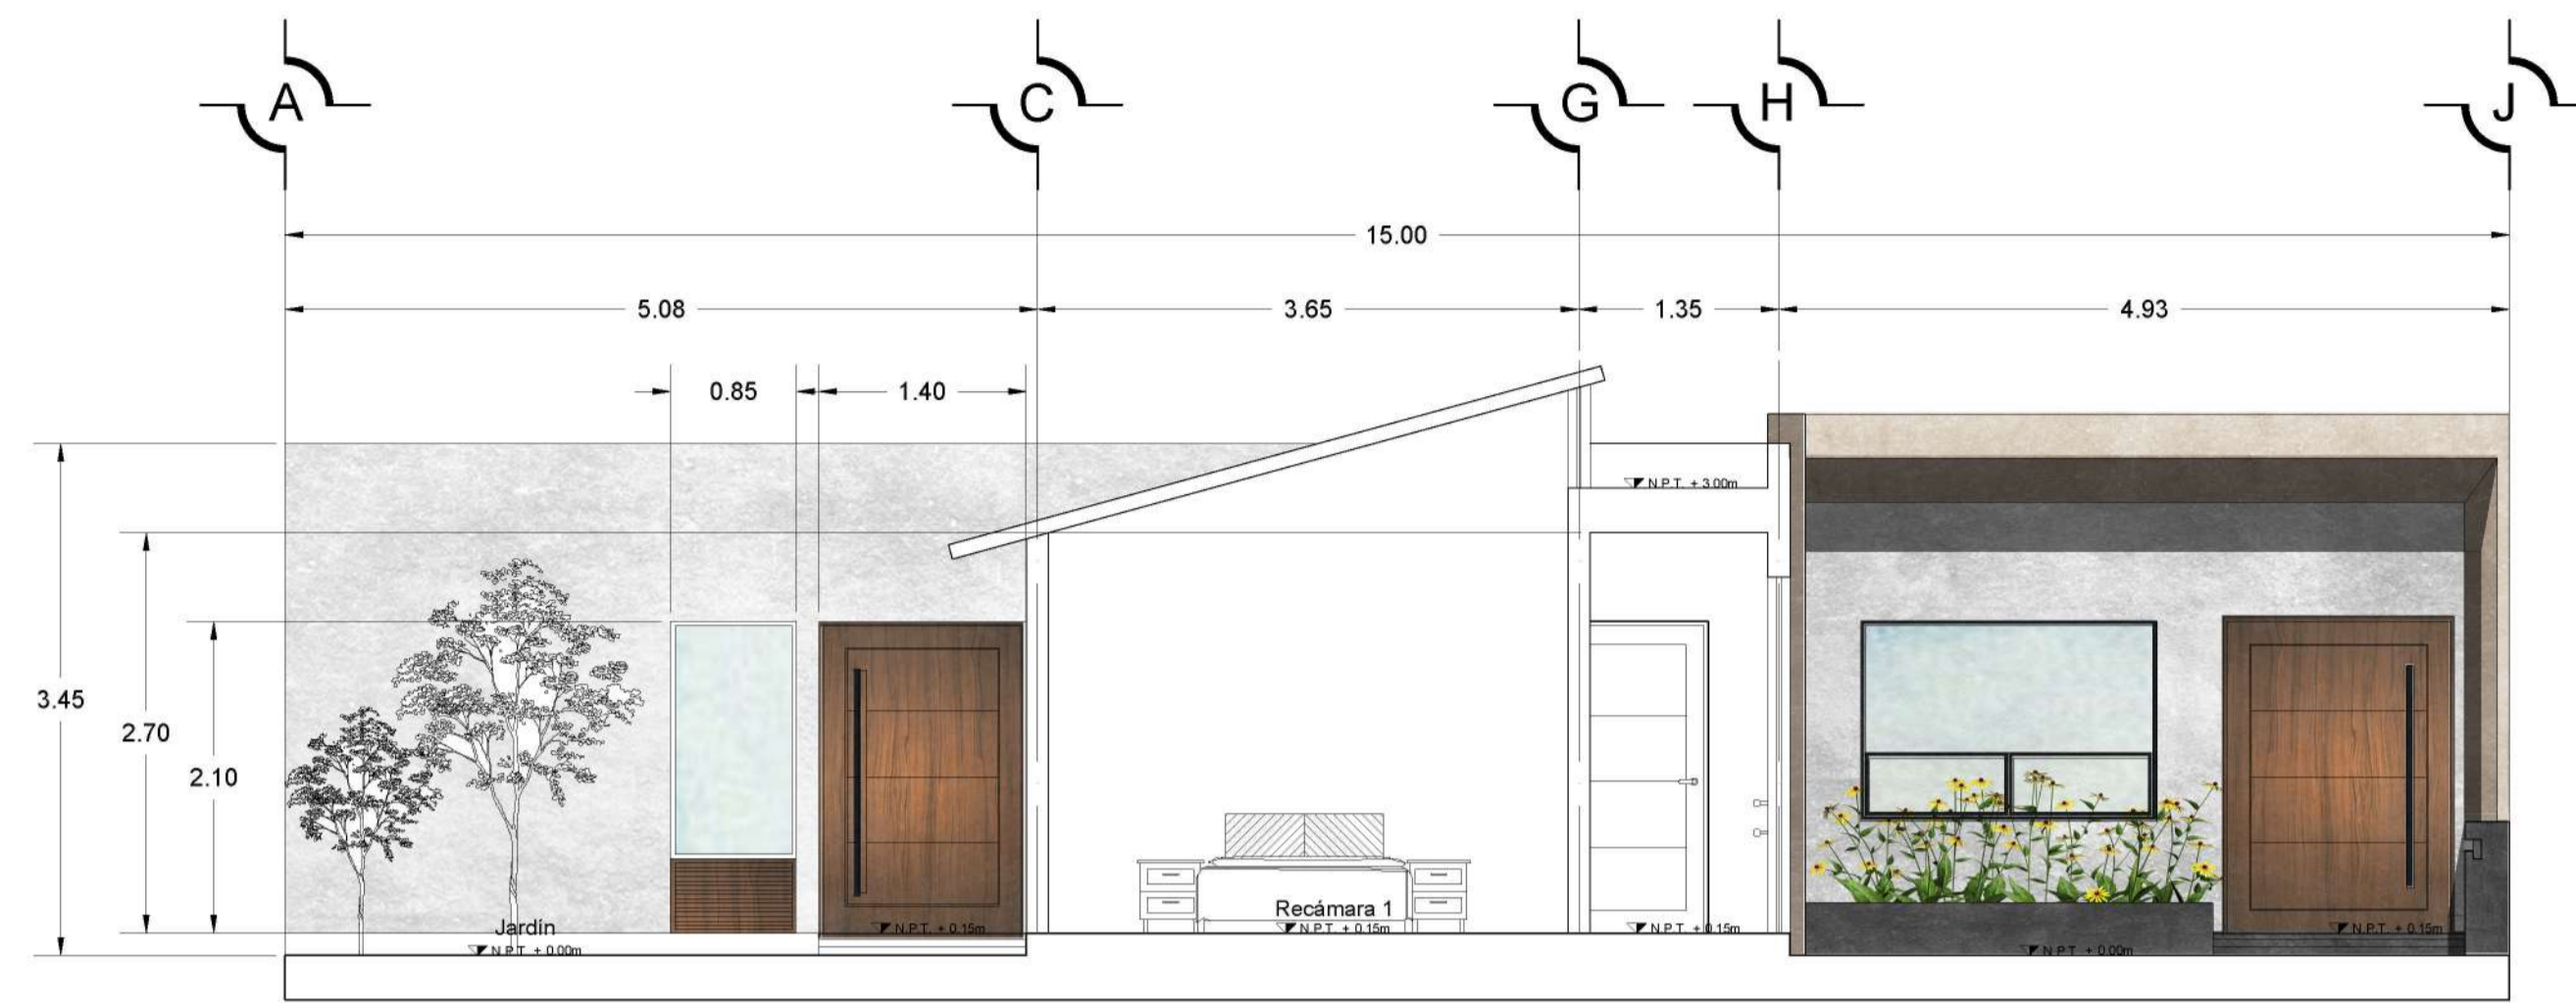 A C G H J
15.00
5.08 3.65 1.35 4.93
0.85 1.40
3.45
2.70
2.10
N.P.T. + 3.00m
Jardín
N.P.T. + 0.00m
N.P.T. + 0.15m
Recámara 1
N.P.T. + 0.15m
N.P.T. + 0.15m
N.P.T. + 0.00m
N.P.T. + 0.15m